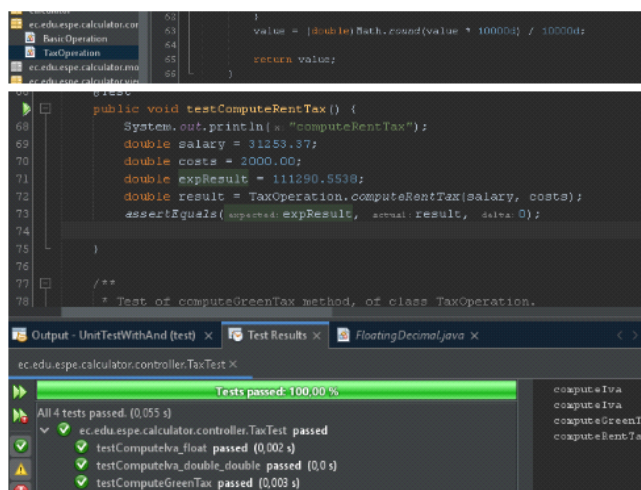 calculator
ec.edu.espe.calculator.cor
BasicOperation
TaxOperation
ec.edu.espe.calculator.mo
ec.edu.espe.calculator.view
62 }
63 value = (double)Math.round(value * 10000d) / 10000d;
64
65 return value;
66 }
@Test
public void testComputeRentTax() {
68 System.out.println(x: "computeRentTax");
69 double salary = 31253.37;
70 double costs = 2000.00;
71 double expResult = 111290.5538;
72 double result = TaxOperation.computeRentTax(salary, costs);
73 assertEquals(expected: expResult, actual: result, delta: 0);
74
75 }
76
77 /**
78 * Test of computeGreenTax method, of class TaxOperation.
Output - UnitTestWithAnd (test) × Test Results × FloatingDecimal.java ×
ec.edu.espe.calculator.controller.TaxTest ×
Tests passed: 100,00 %
All 4 tests passed. (0,055 s)
ec.edu.espe.calculator.controller.TaxTest passed
testComputeIva_float passed (0,002 s)
testComputeIva_double_double passed (0,0 s)
testComputeGreenTax passed (0,003 s)
computeIva
computeIva
computeGreenT
computeRentTa